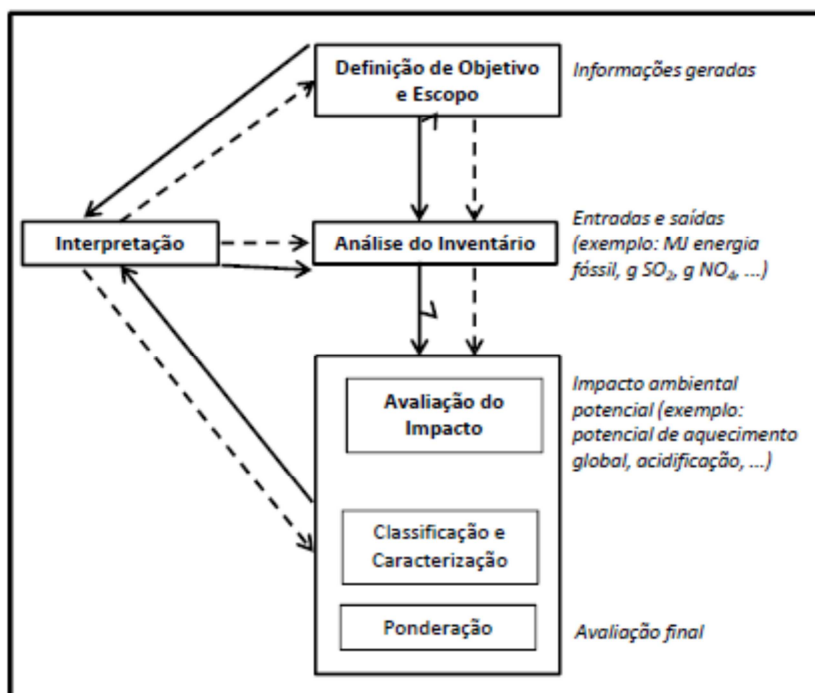 Definição de Objetivo
e Escopo
Informações geradas
Interpretação
Análise do Inventário
Entradas e saídas
(exemplo: MJ energia
fóssil, g SO₂, g NO₄, ...)
Avaliação do
Impacto
Impacto ambiental
potencial (exemplo:
potencial de aquecimento
global, acidificação, ...)
Classificação e
Caracterização
Ponderação
Avaliação final